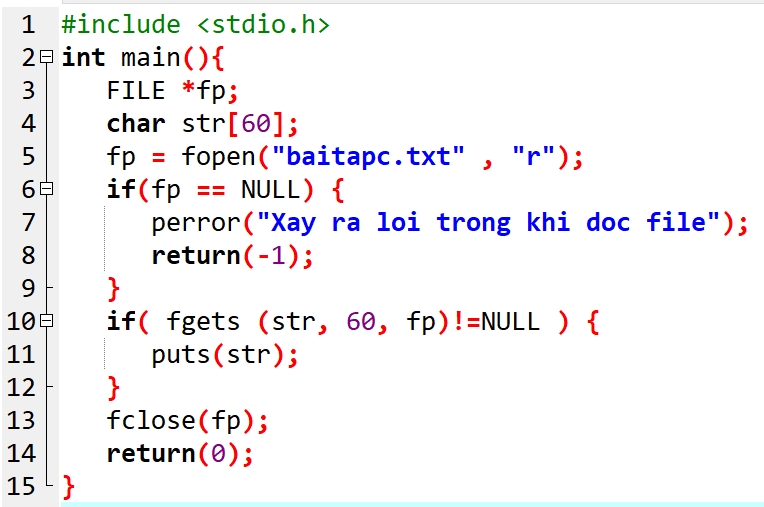 1 #include <stdio.h>
2 int main(){
3 FILE *fp;
4 char str[60];
5 fp = fopen("baitapc.txt" , "r");
6 if(fp == NULL) {
7 perror("Xay ra loi trong khi doc file");
8 return(-1);
9 }
10 if( fgets (str, 60, fp)!=NULL ) {
11 puts(str);
12 }
13 fclose(fp);
14 return(0);
15 }